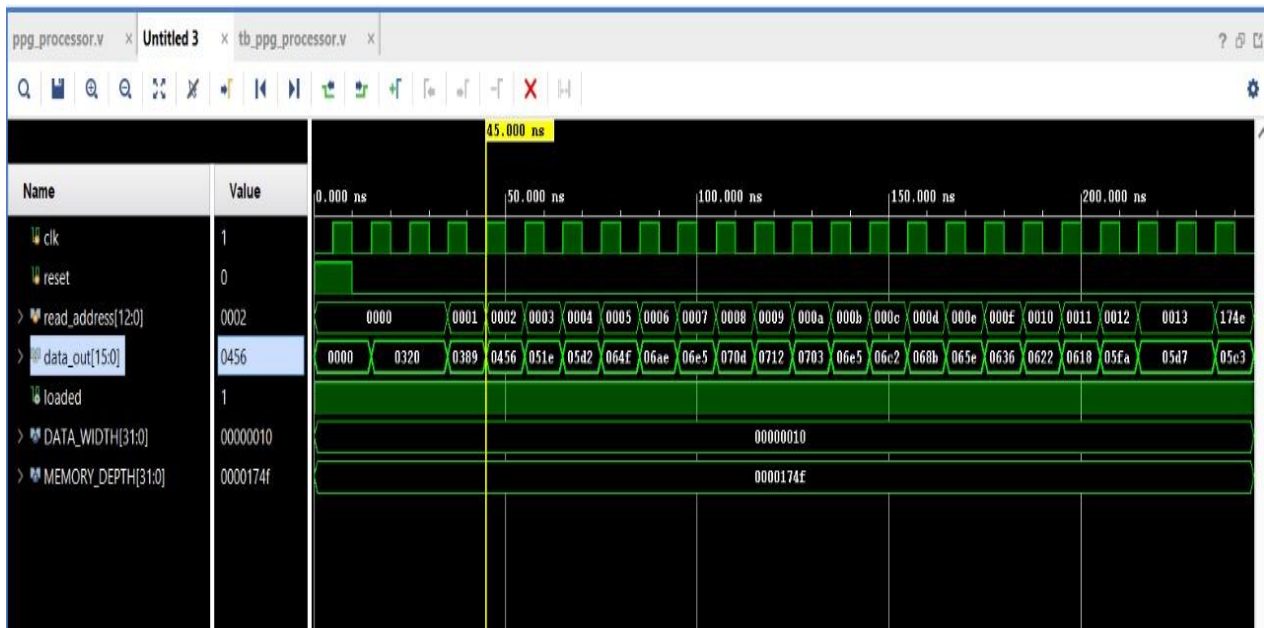 ppg_processor.v × Untitled 3 × tb_ppg_processor.v ×
?
45.000 ns
Name Value 0.000 ns 50.000 ns 100.000 ns 150.000 ns 200.000 ns
clk 1
reset 0
read_address[12:0] 0002 0000 0001 0002 0003 0004 0005 0006 0007 0008 0009 000a 000b 000c 000d 000e 000f 0010 0011 0012 0013 174e
data_out[15:0] 0456 0000 0320 0389 0456 051e 05d2 064f 06ae 06e5 070d 0712 0703 06e5 06c2 068b 065e 0636 0622 0618 05fa 05d7 05c3
loaded 1
DATA_WIDTH[31:0] 00000010 00000010
MEMORY_DEPTH[31:0] 0000174f 0000174f